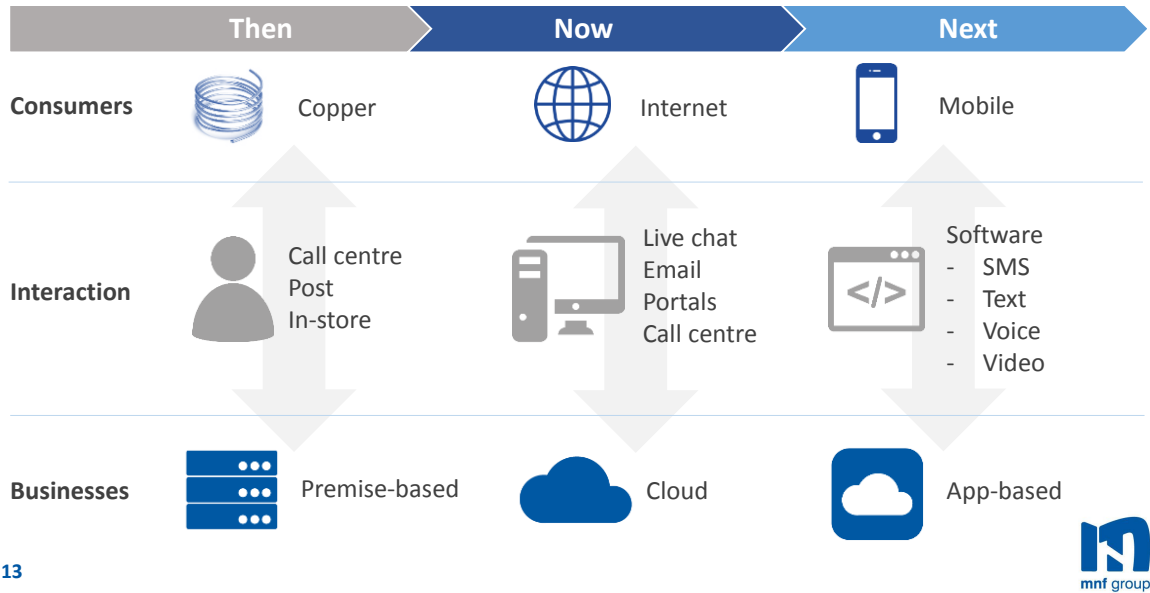 Then
Now
Next
Consumers
Copper
Internet
Mobile
Interaction
Call centre
Post
In-store
Live chat
Email
Portals
Call centre
</>
Software
- SMS
- Text
- Voice
- Video
Businesses
Premise-based
Cloud
App-based
13
mnf group